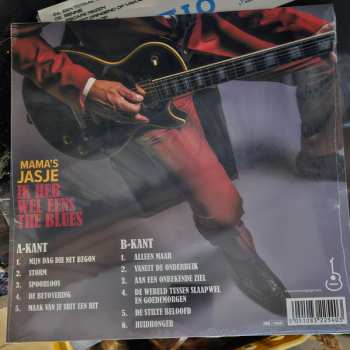 MAMA'S
JASJE
IK HEB
WEL EENS
THE BLUES
A-KANT
1. MIJN DAG DIE MET BEGON
2. STORM
3. SPOORLOOS
4. DE BETOVERING
5. MAAK VAN JE SHIT EEN HIT
B-KANT
1. ALLEEN MAAR
2. VANUIT DE ONDERBUIK
3. AAN EEN ONBEKENDE ZIEL
4. DE WERELD TUSSEN SLAAPWEL
EN GOEDEMORGEN
5. DE STILTE BELOOFD
6. HUIDHONGER